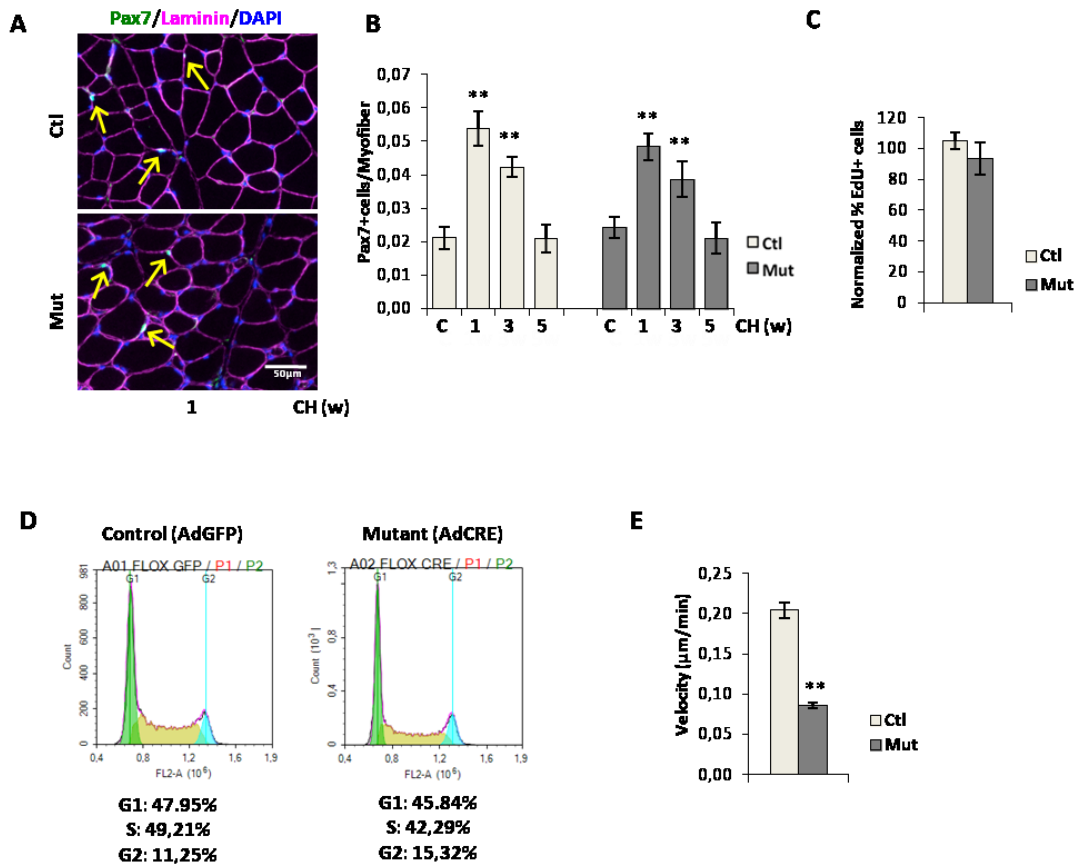 A
Pax7/Laminin/DAPI
Ctl
Mut
50µm
1 CH (w)
B
Pax7+cells/Myofiber
0,07
0,06
0,05
0,04
0,03
0,02
0,01
0,00
** ** ** **
C 1 3 5 C 1 3 5 CH (w)
Ctl
Mut
C
Normalized % EdU+ cells
120
100
80
60
40
20
0
Ctl
Mut
D
Control (AdGFP)
A01 FLOX GFP / P1 / P2
G1 G2
Count
981
800
600
400
200
0
0,4 0,8 1,2 1,6 1,9
FL2-A (10⁶)
G1: 47.95%
S: 49,21%
G2: 11,25%
Mutant (AdCRE)
A02 FLOX CRE / P1 / P2
G1 G2
Count [10³]
1,3
0,8
0,4
0
0,4 0,8 1,2 1,6 1,9
FL2-A (10⁶)
G1: 45.84%
S: 42,29%
G2: 15,32%
E
Velocity (µm/min)
0,25
0,20
0,15
0,10
0,05
0,00
**
Ctl
Mut